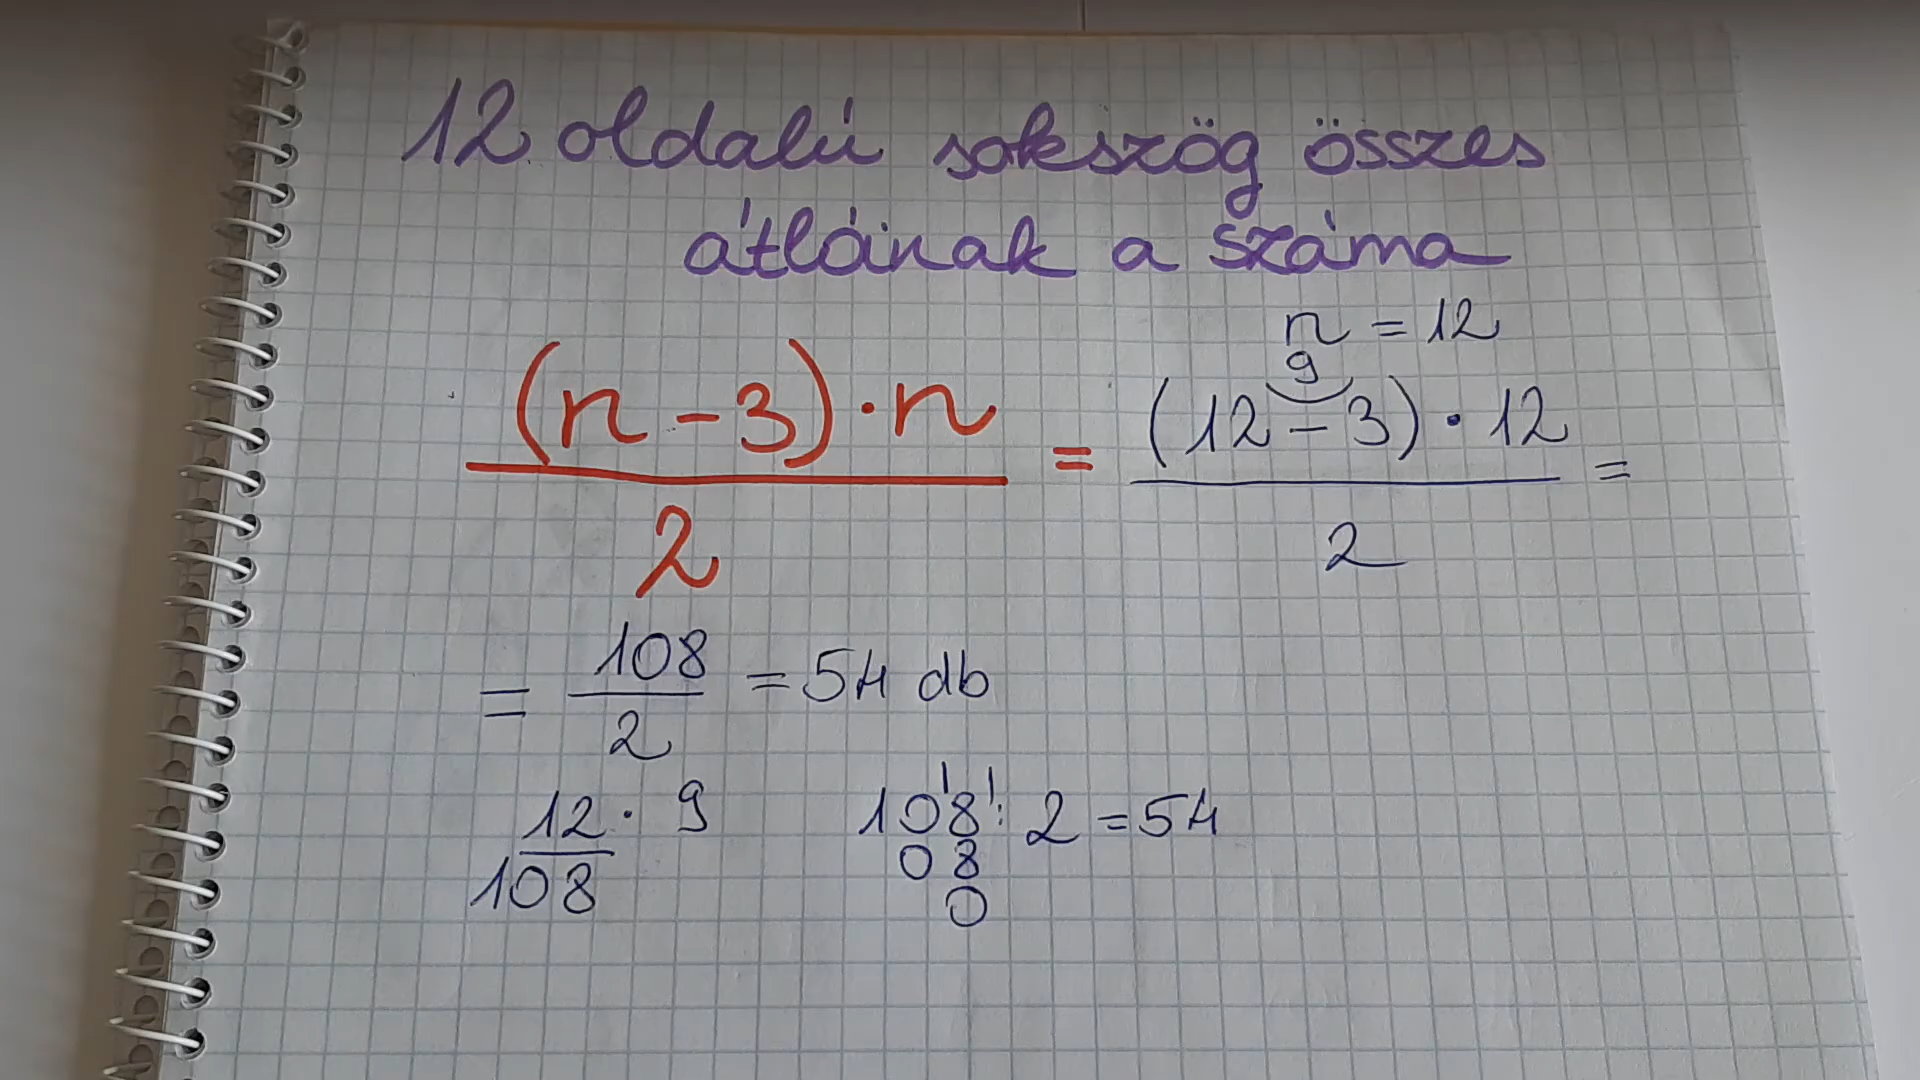 12 oldalú sokszög összes
átlóinak a száma
n = 12
9
(n - 3) · n / 2 = (12 - 3) · 12 / 2 =
= 108 / 2 = 54 db
12 · 9 108 : 2 = 54
108 08
0